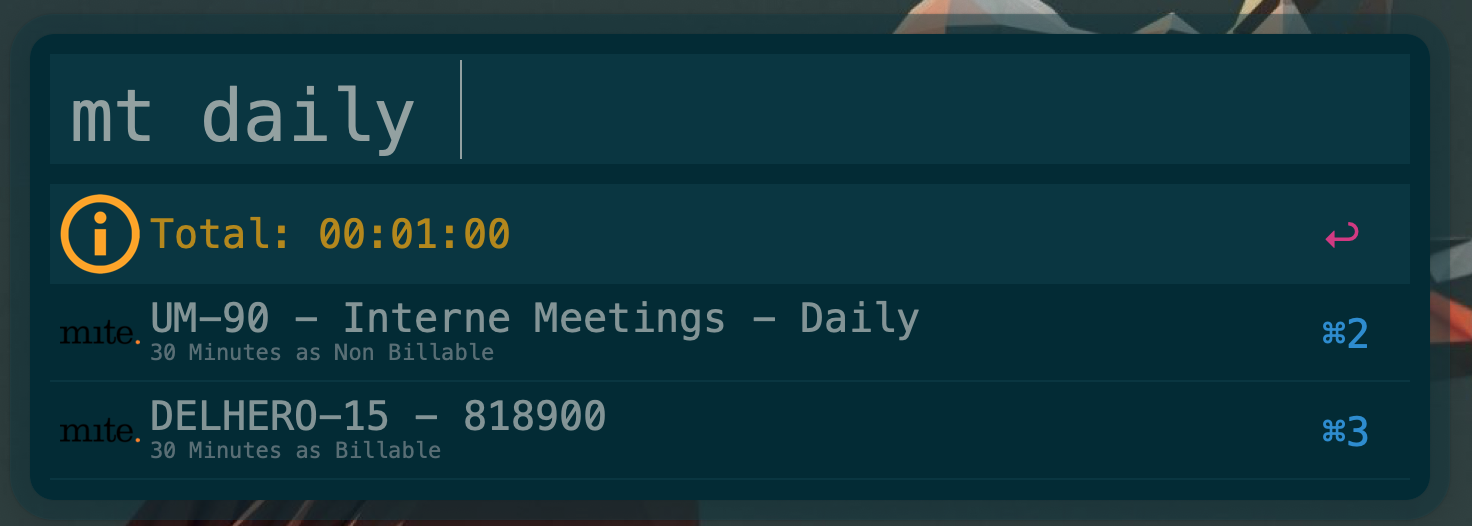 mt daily
Total: 00:01:00
mite.
UM-90 - Interne Meetings - Daily
⌘2
30 Minutes as Non Billable
mite.
DELHERO-15 - 818900
⌘3
30 Minutes as Billable